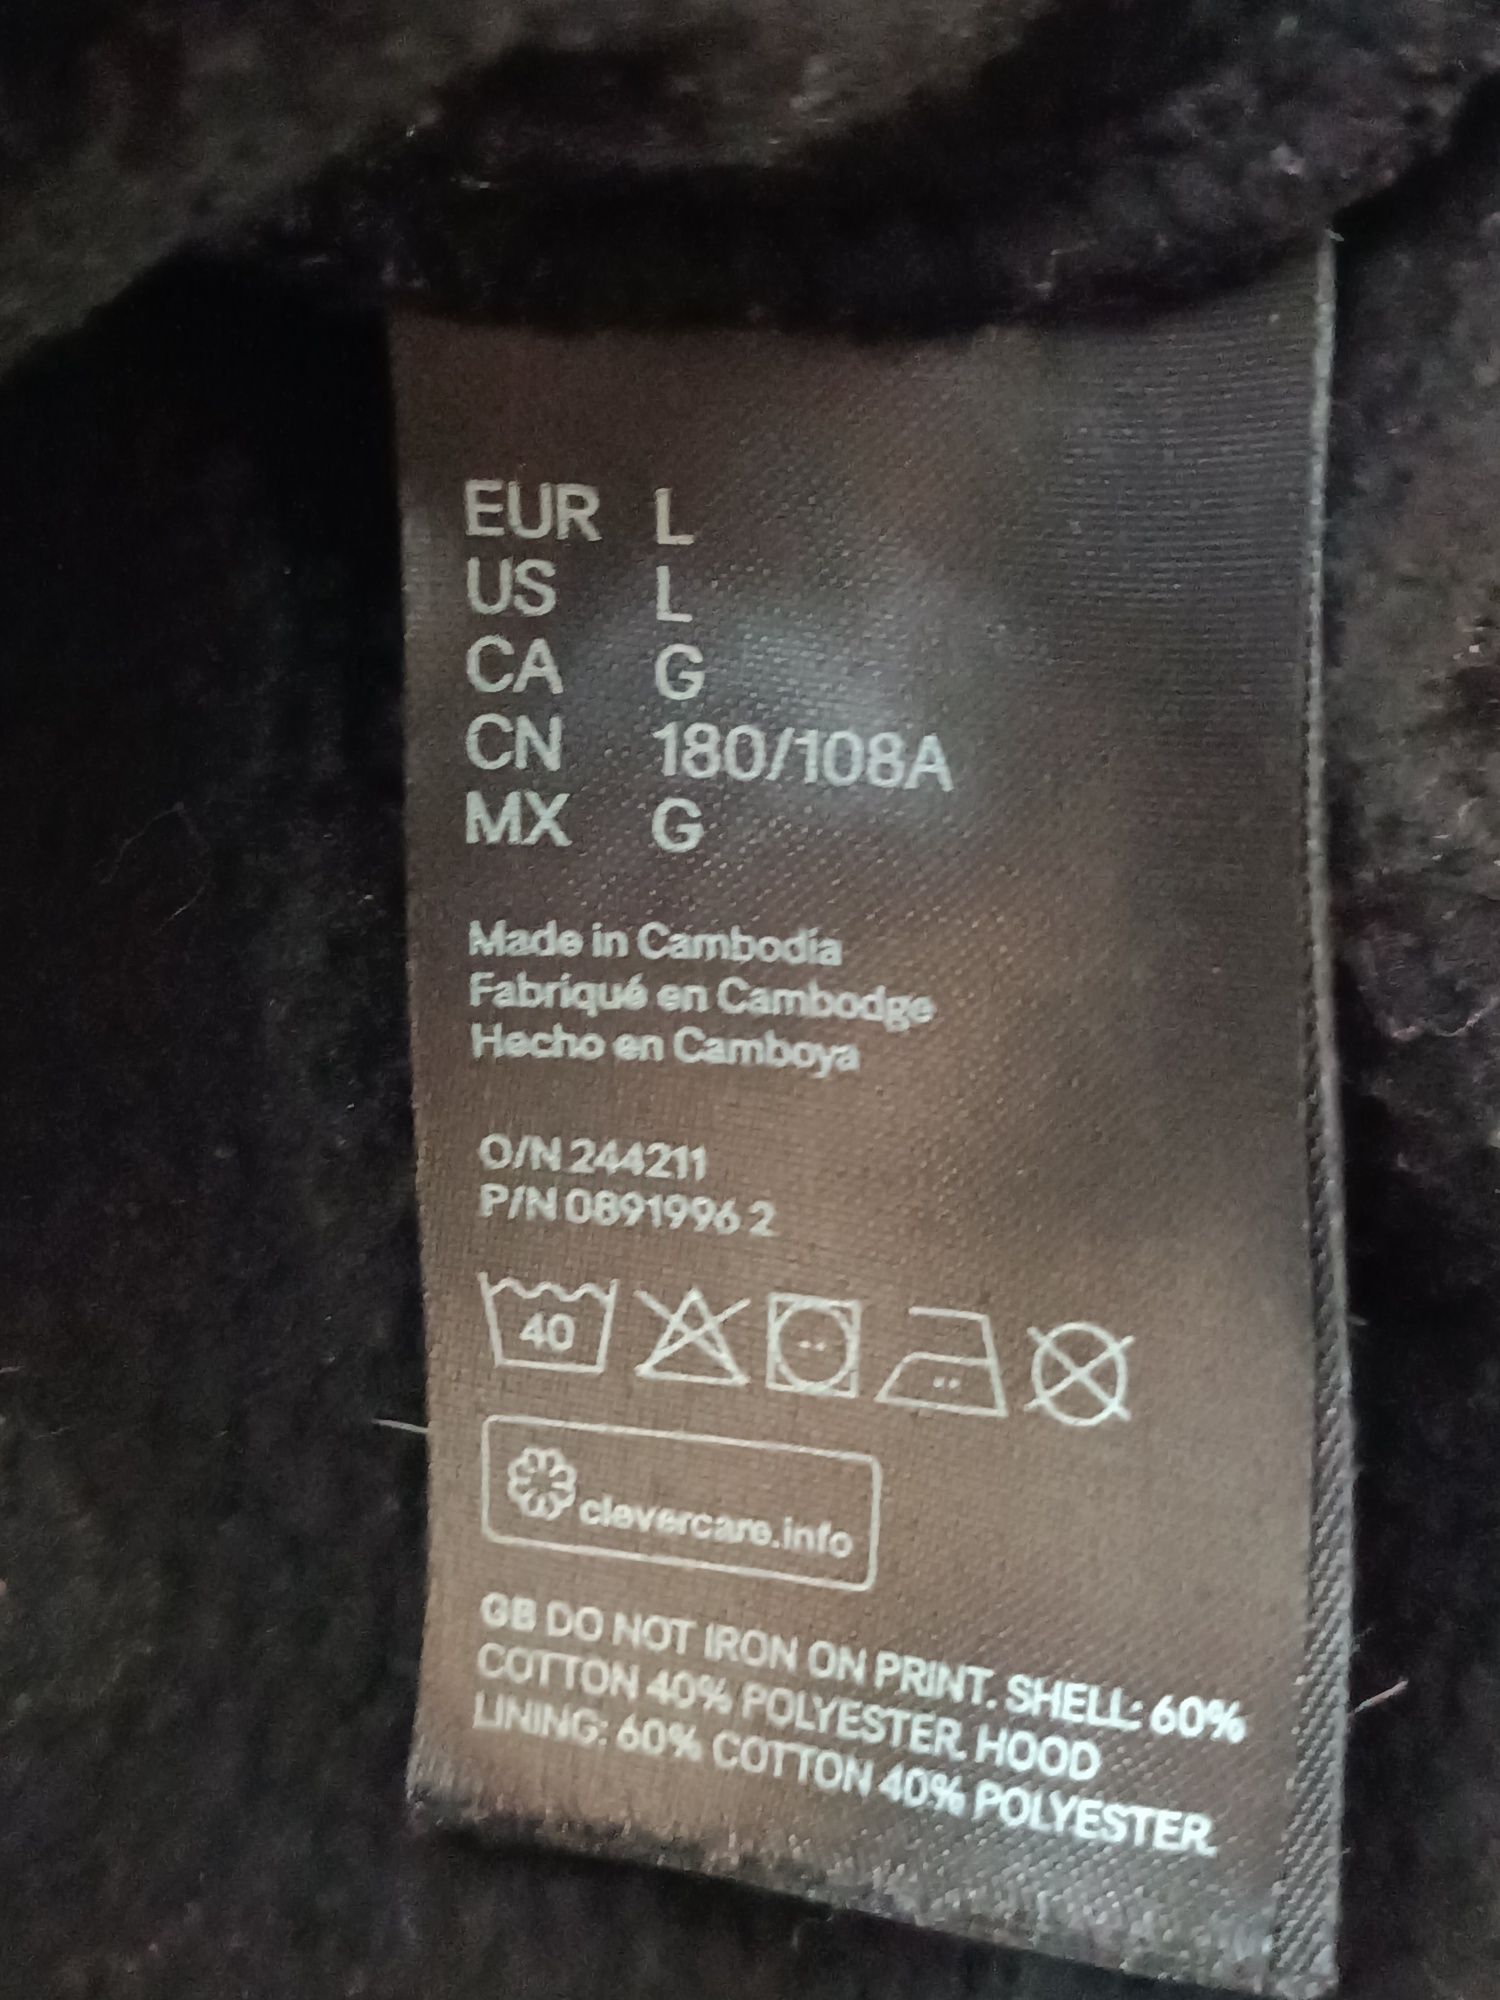 EUR L
US L
CA G
CN 180/108A
MX G
Made in Cambodia
Fabriqué en Cambodge
Hecho en Camboya
O/N 244211
P/N 0891996 2
40
clevercare.info
GB DO NOT IRON ON PRINT. SHELL: 60%
COTTON 40% POLYESTER. HOOD
LINING: 60% COTTON 40% POLYESTER.